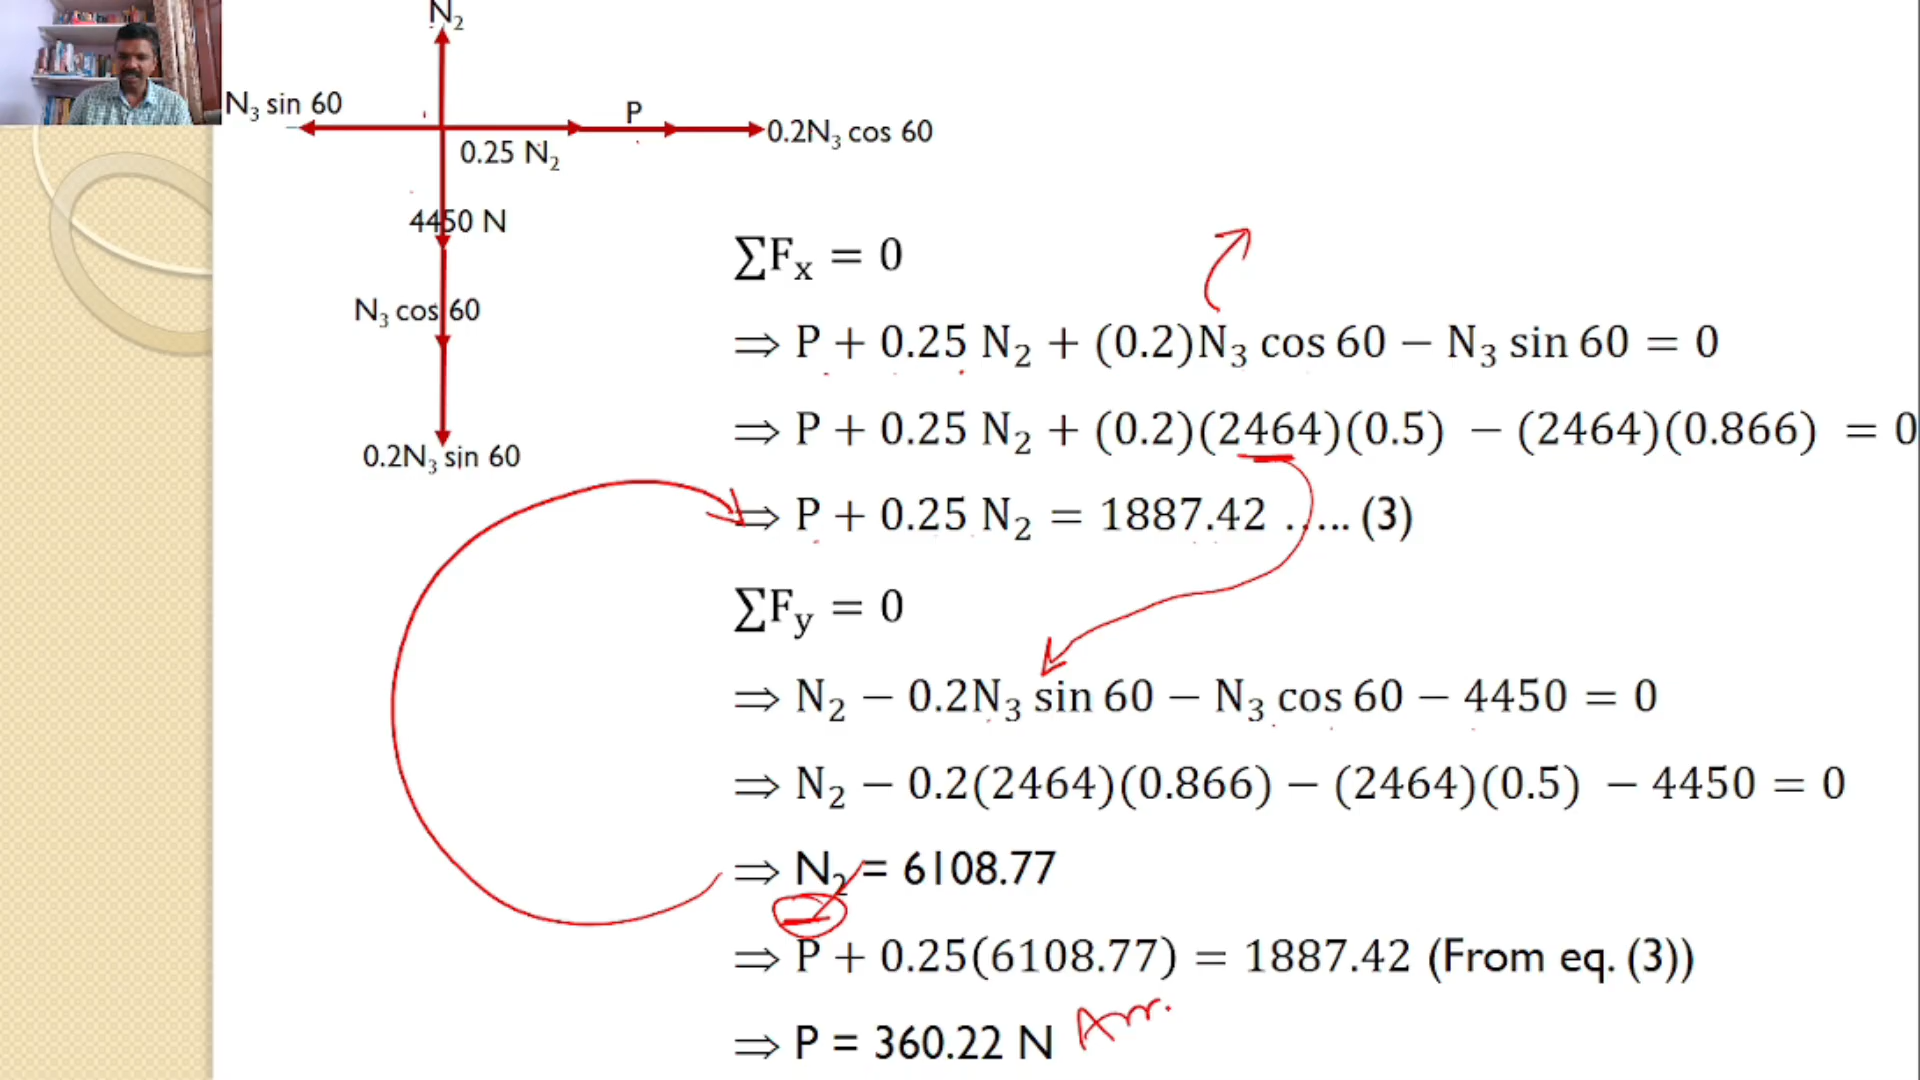 N₂
N₃ sin 60
P
0.2N₃ cos 60
0.25 N₂
4450 N
N₃ cos 60
0.2N₃ sin 60
∑Fₓ = 0
⇒ P + 0.25 N₂ + (0.2)N₃ cos 60 − N₃ sin 60 = 0
⇒ P + 0.25 N₂ + (0.2)(2464)(0.5) − (2464)(0.866) = 0
⇒ P + 0.25 N₂ = 1887.42 ..... (3)
∑Fᵧ = 0
⇒ N₂ − 0.2N₃ sin 60 − N₃ cos 60 − 4450 = 0
⇒ N₂ − 0.2(2464)(0.866) − (2464)(0.5) − 4450 = 0
⇒ N₂ = 6108.77
⇒ P + 0.25(6108.77) = 1887.42 (From eq. (3))
⇒ P = 360.22 N